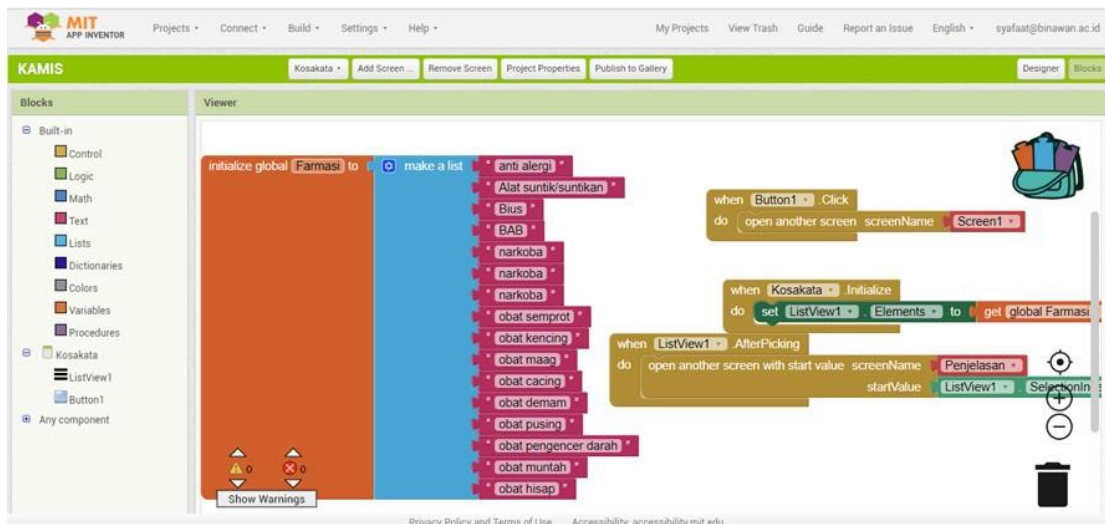 MIT
APP INVENTOR
Projects Connect Build Settings Help
My Projects View Trash Guide Report an Issue English syafaat@binawan.ac.id
KAMIS
Kosakata Add Screen ... Remove Screen Project Properties Publish to Gallery
Designer Blocks
Blocks
Viewer
Built-in
Control
Logic
Math
Text
Lists
Dictionaries
Colors
Variables
Procedures
Kosakata
ListView1
Button1
Any component
initialize global Farmasi to make a list " anti alergi "
" Alat suntik/suntikan "
" Bius "
" BAB "
" narkoba "
" narkoba "
" narkoba "
" obat semprot "
" obat kencing "
" obat maag "
" obat cacing "
" obat demam "
" obat pusing "
" obat pengencer darah "
" obat muntah "
" obat hisap "
when Button1 .Click
do open another screen screenName Screen1
when Kosakata .Initialize
do set ListView1 . Elements to get global Farmasi
when ListView1 .AfterPicking
do open another screen with start value screenName Penjelasan
startValue ListView1 . SelectionIn
0 0
Show Warnings
Privacy Policy and Terms of Use Accessibility: accessibility.mit.edu